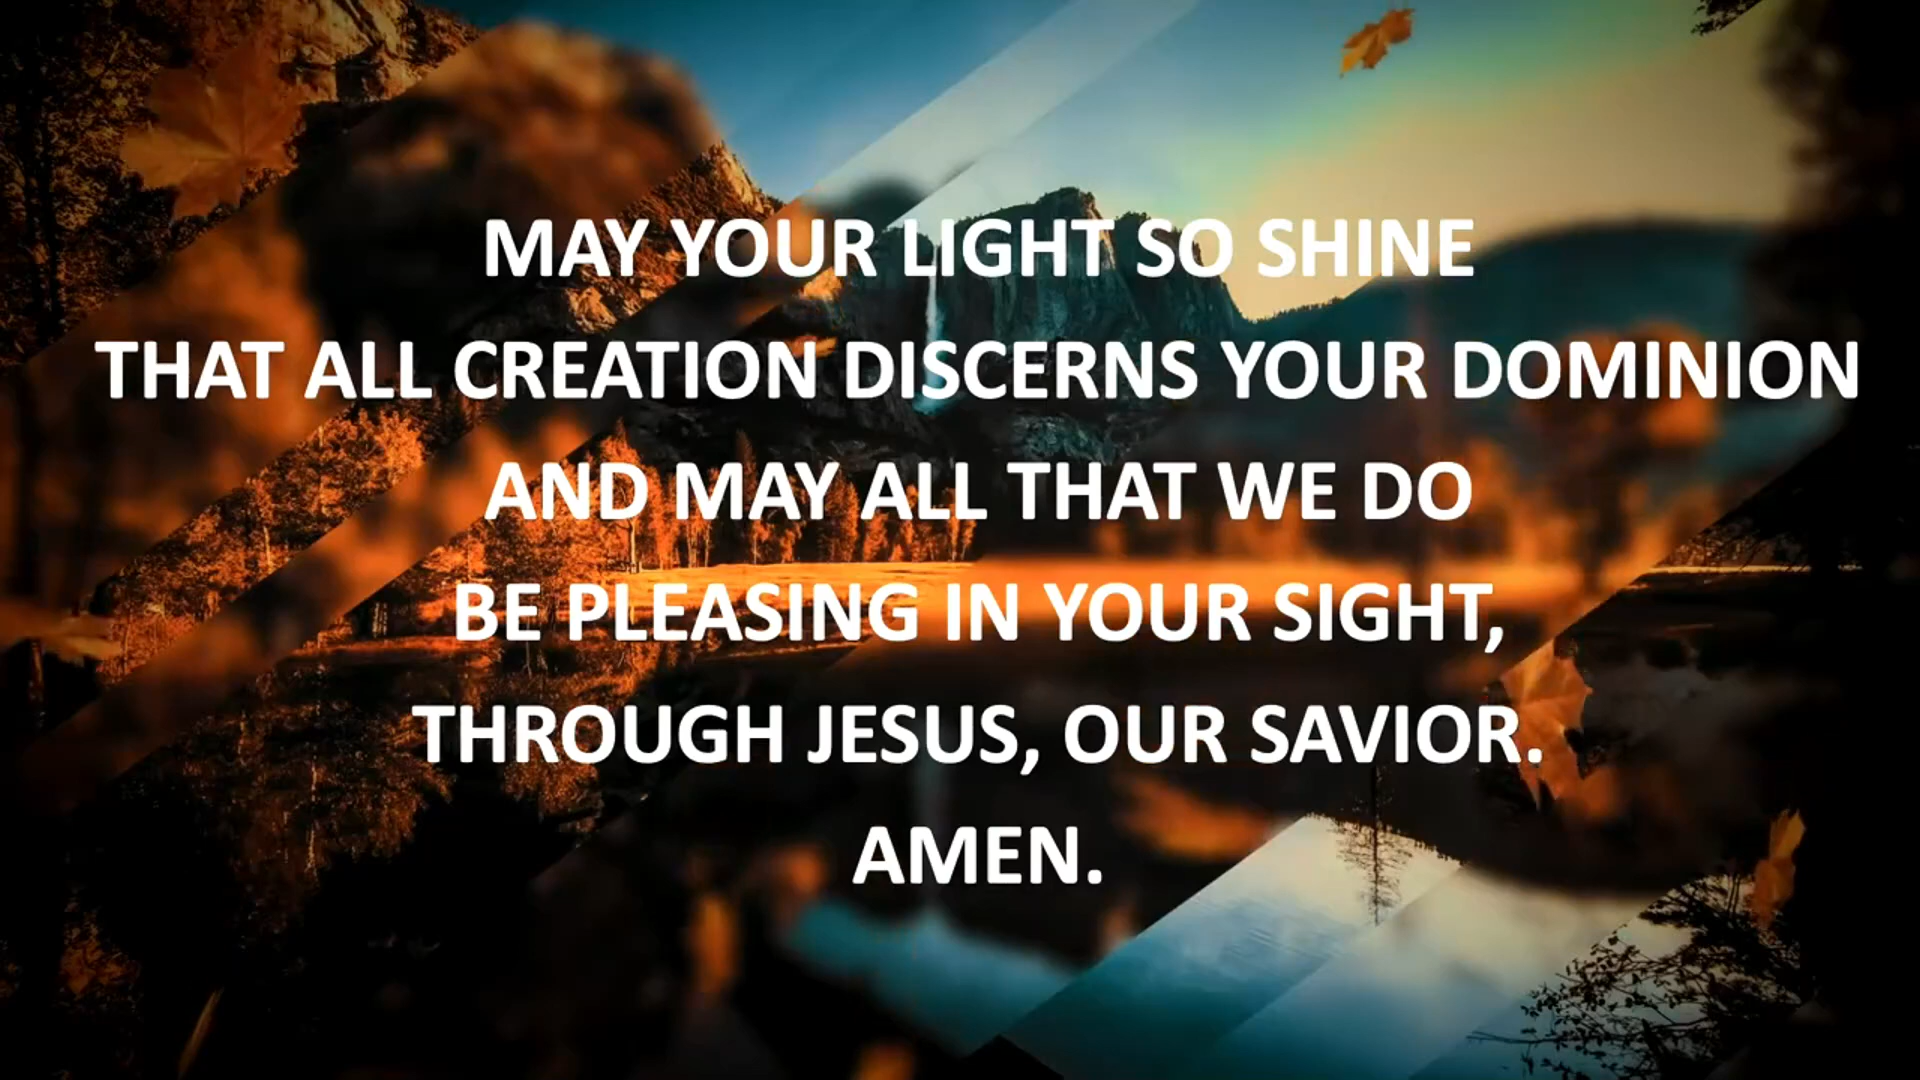 MAY YOUR LIGHT SO SHINE
THAT ALL CREATION DISCERNS YOUR DOMINION
AND MAY ALL THAT WE DO
BE PLEASING IN YOUR SIGHT,
THROUGH JESUS, OUR SAVIOR.
AMEN.